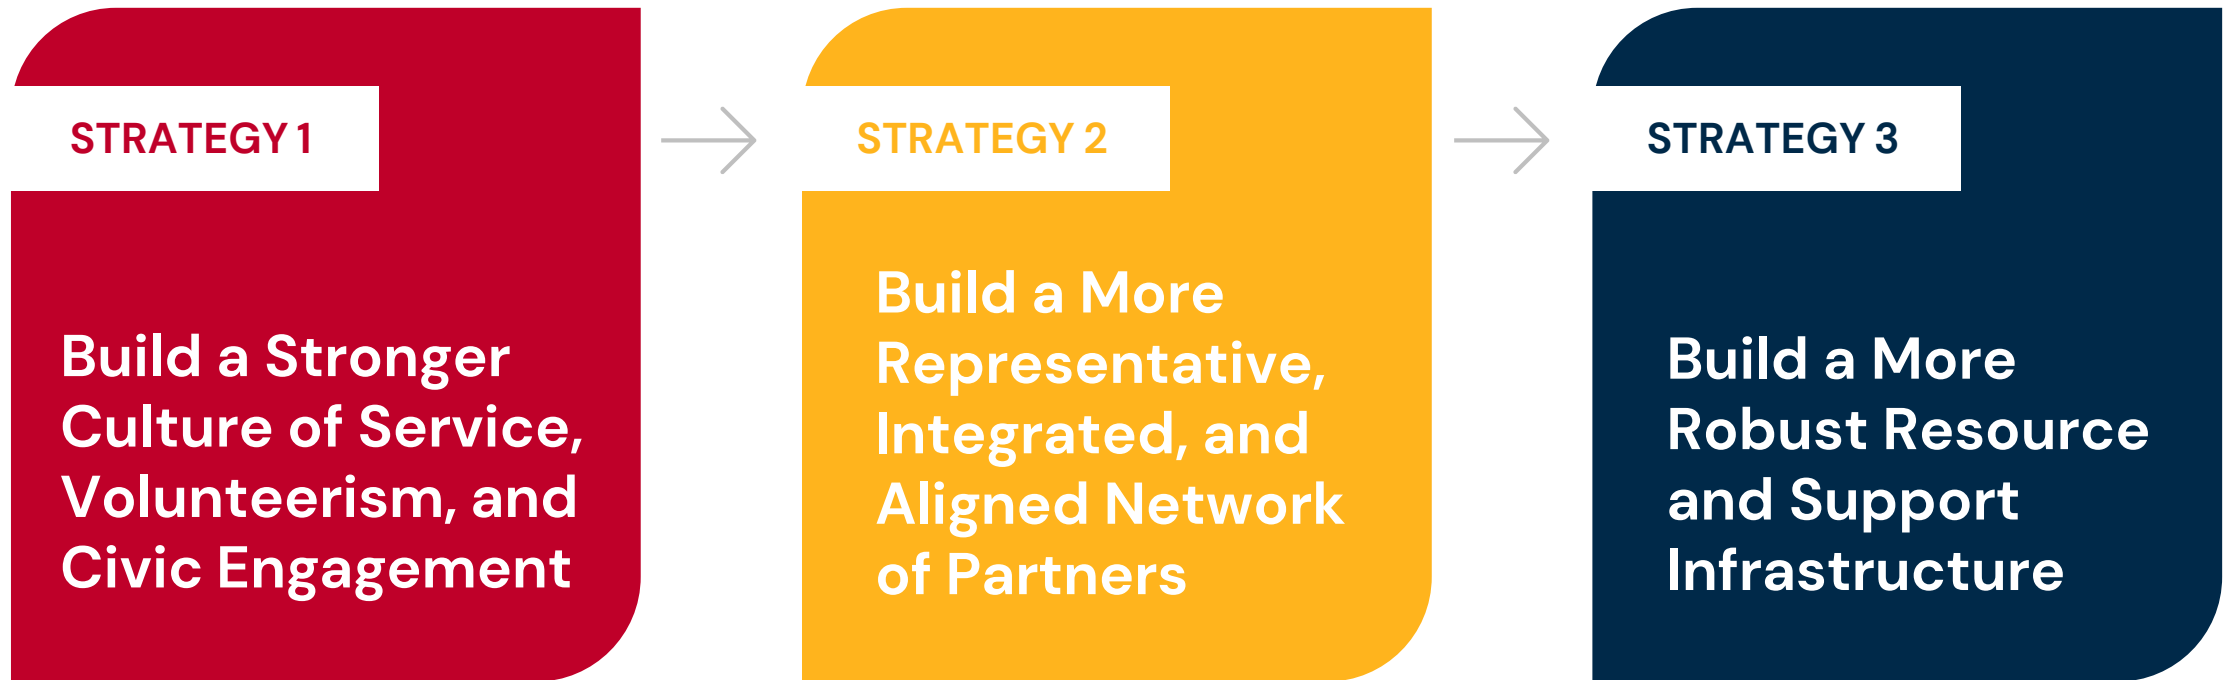 STRATEGY 1
Build a Stronger
Culture of Service,
Volunteerism, and
Civic Engagement
STRATEGY 2
Build a More
Representative,
Integrated, and
Aligned Network
of Partners
STRATEGY 3
Build a More
Robust Resource
and Support
Infrastructure